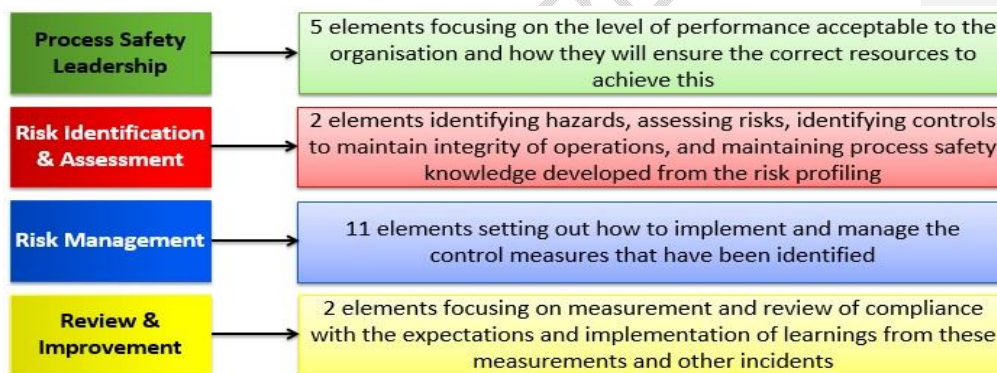 Process Safety
Leadership
5 elements focusing on the level of performance acceptable to the
organisation and how they will ensure the correct resources to
achieve this
Risk Identification
& Assessment
2 elements identifying hazards, assessing risks, identifying controls
to maintain integrity of operations, and maintaining process safety
knowledge developed from the risk profiling
Risk Management
11 elements setting out how to implement and manage the
control measures that have been identified
Review &
Improvement
2 elements focusing on measurement and review of compliance
with the expectations and implementation of learnings from these
measurements and other incidents